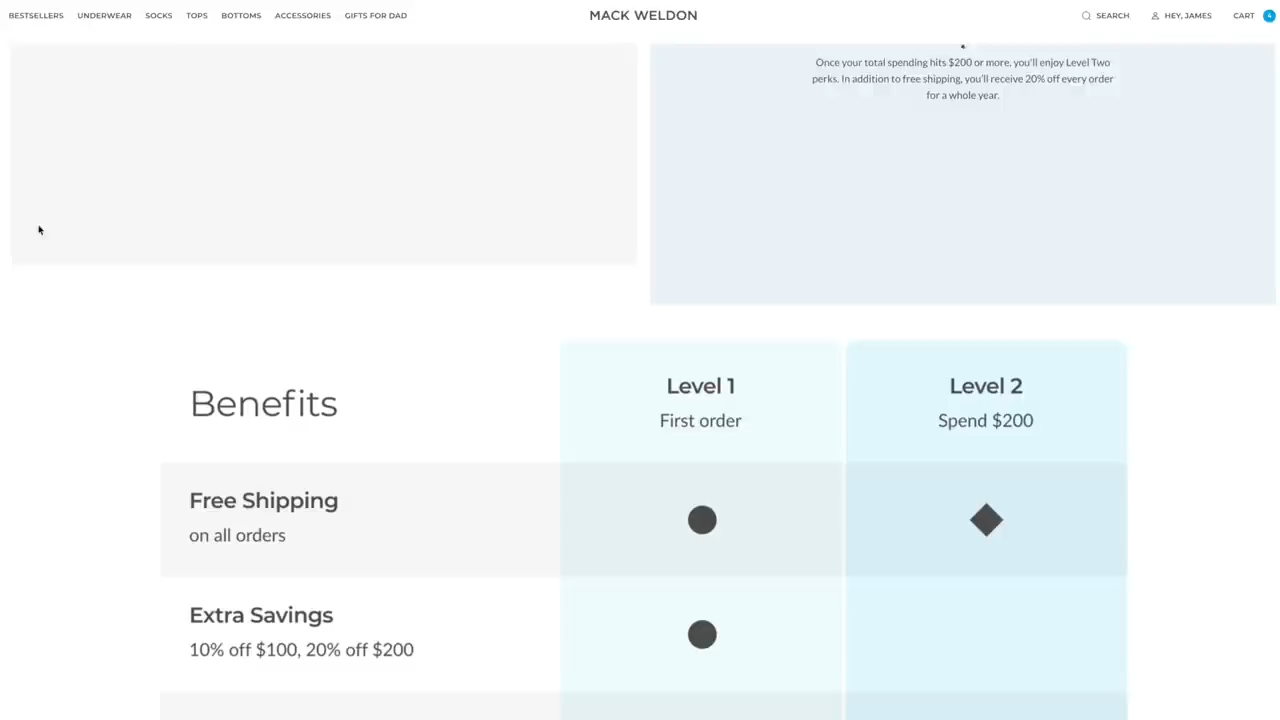 BESTSELLERS UNDERWEAR SOCKS TOPS BOTTOMS ACCESSORIES GIFTS FOR DAD MACK WELDON SEARCH HEY, JAMES CART 4
Once your total spending hits $200 or more, you'll enjoy Level Two
perks. In addition to free shipping, you'll receive 20% off every order
for a whole year.
Benefits
Level 1
First order
Level 2
Spend $200
Free Shipping
on all orders
Extra Savings
10% off $100, 20% off $200